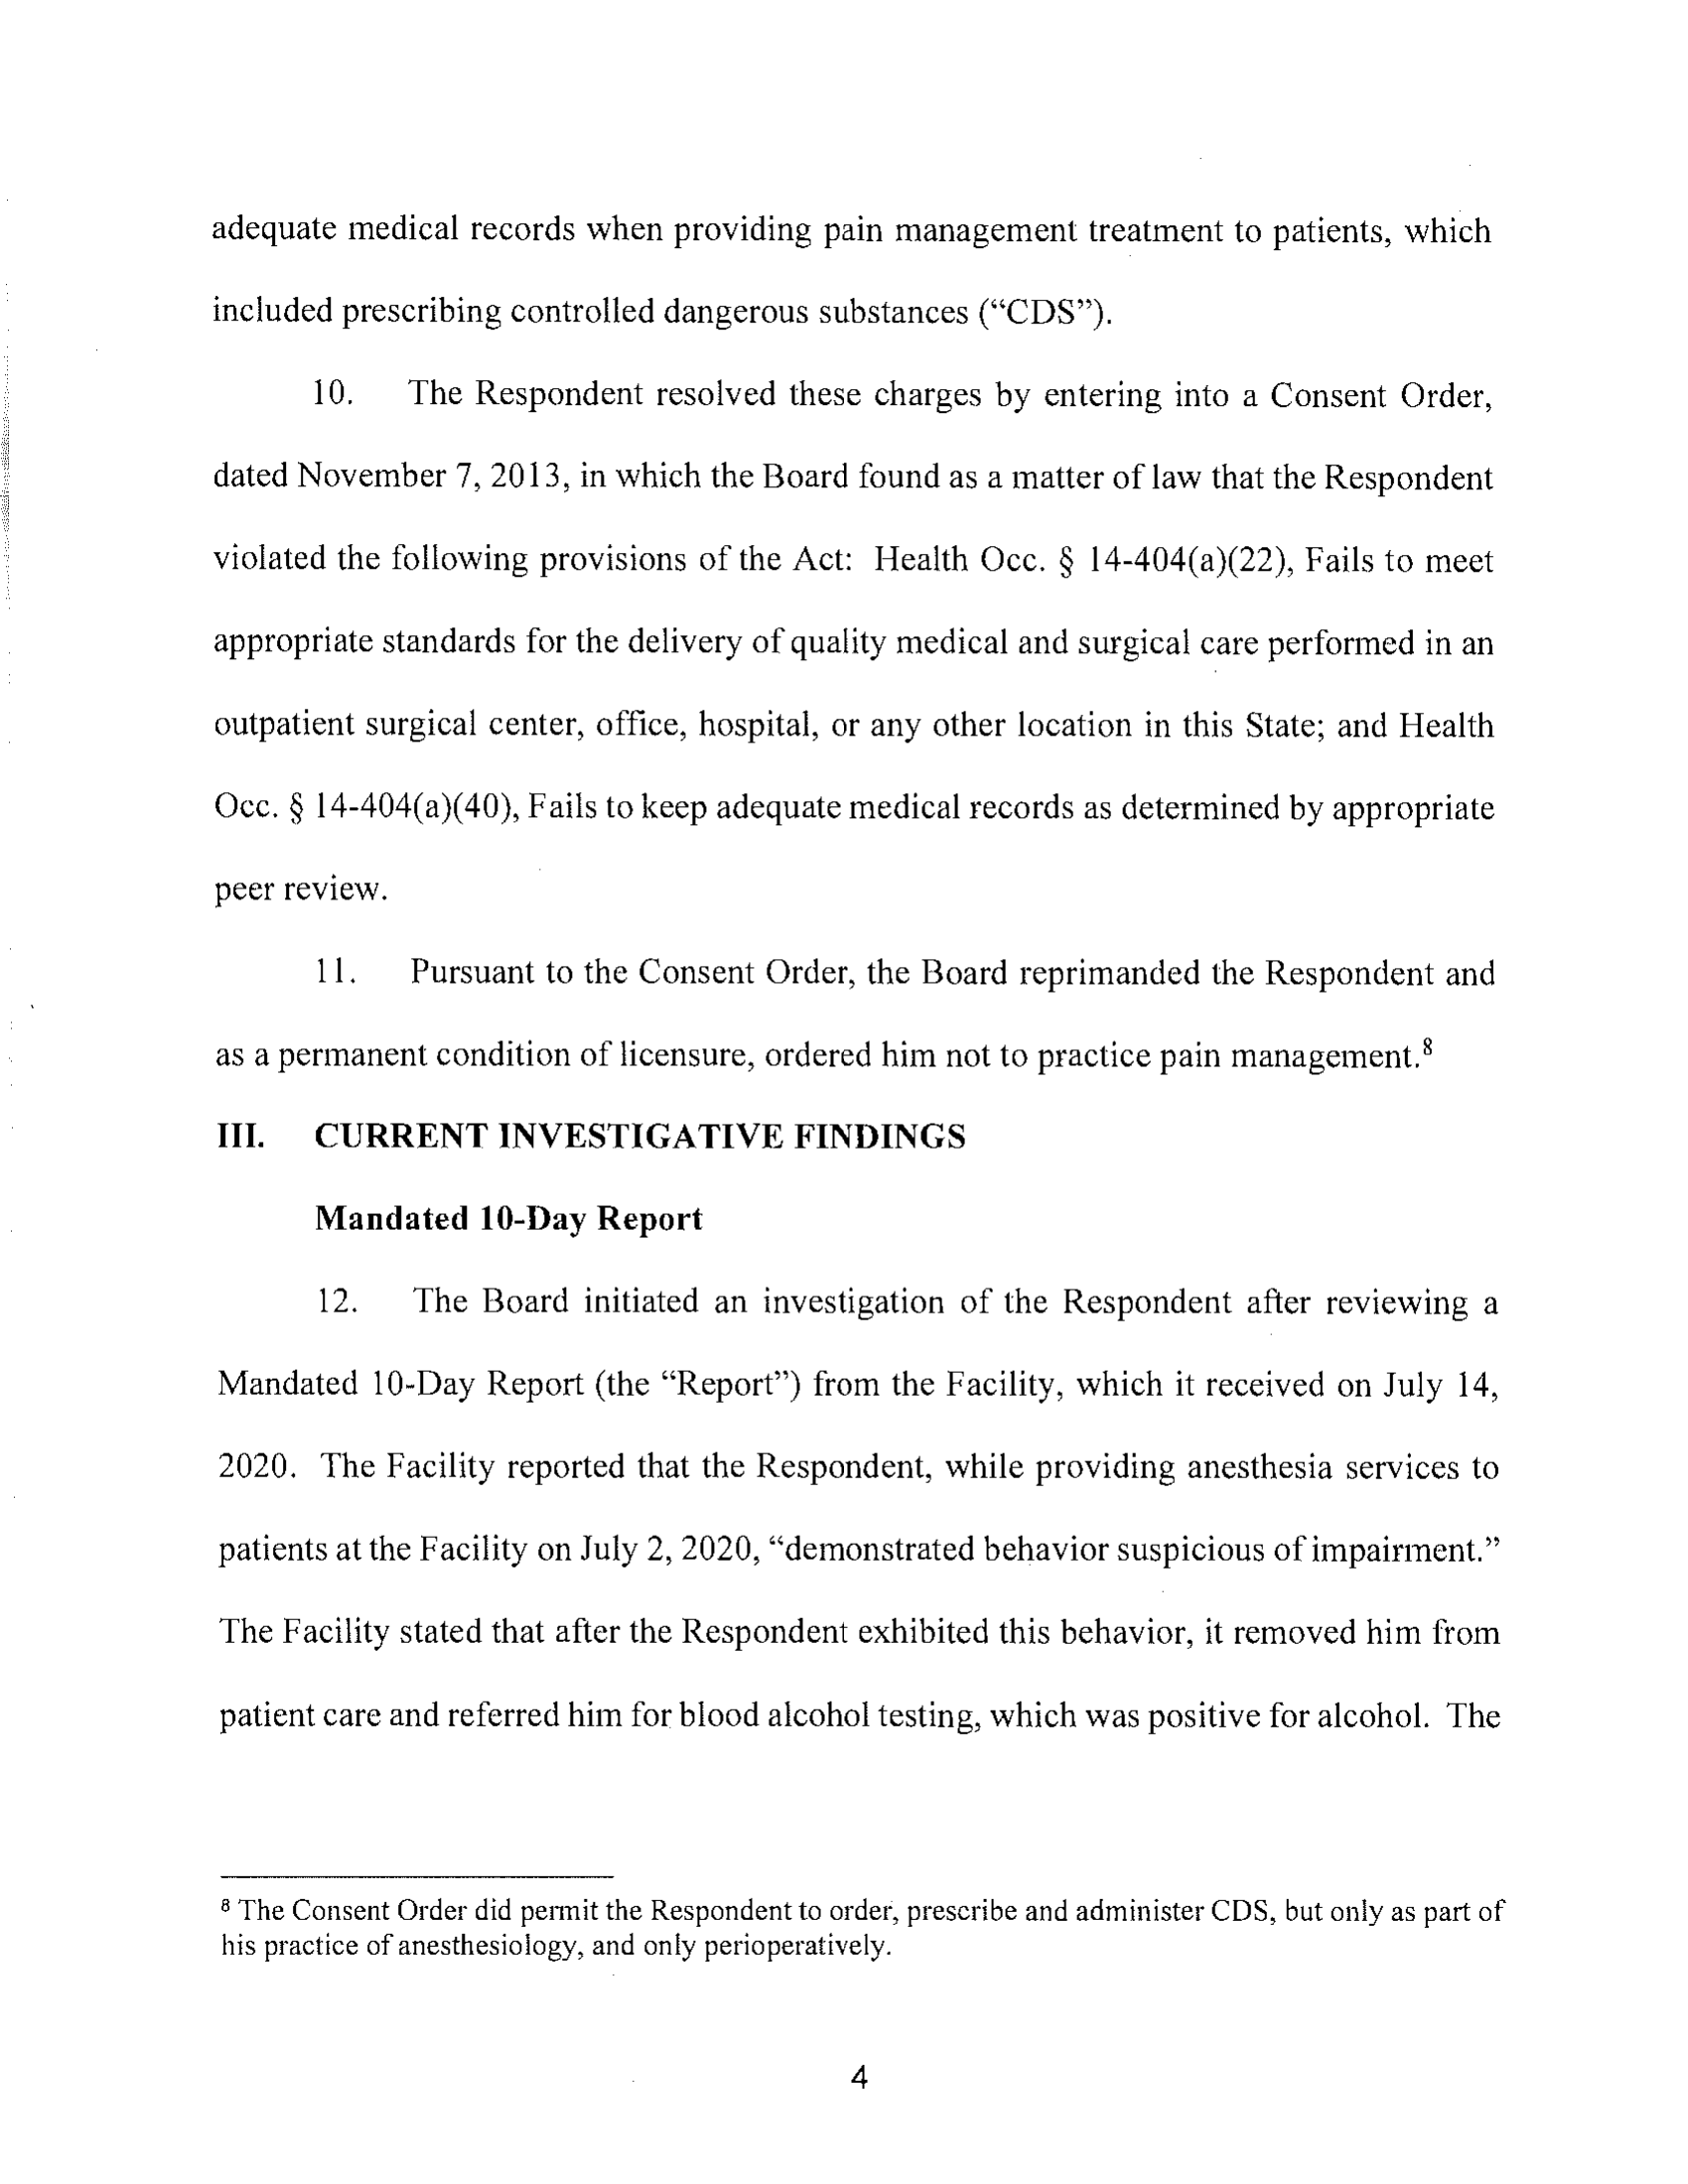 adequate medical records when providing pain management treatment to patients, which
included prescribing controlled dangerous substances (“CDS”).
10. The Respondent resolved these charges by entering into a Consent Order,
dated November 7, 2013, in which the Board found as a matter of law that the Respondent
violated the following provisions of the Act: Health Occ. § 14-404(a)(22), Fails to meet
appropriate standards for the delivery of quality medical and surgical care performed in an
outpatient surgical center, office, hospital, or any other location in this State; and Health
Occ. § 14-404(a)(40), Fails to keep adequate medical records as determined by appropriate
peer review.
11. Pursuant to the Consent Order, the Board reprimanded the Respondent and
as a permanent condition of licensure, ordered him not to practice pain management.⁸
III. CURRENT INVESTIGATIVE FINDINGS
Mandated 10-Day Report
12. The Board initiated an investigation of the Respondent after reviewing a
Mandated 10-Day Report (the “Report”) from the Facility, which it received on July 14,
2020. The Facility reported that the Respondent, while providing anesthesia services to
patients at the Facility on July 2, 2020, “demonstrated behavior suspicious of impairment.”
The Facility stated that after the Respondent exhibited this behavior, it removed him from
patient care and referred him for blood alcohol testing, which was positive for alcohol. The
⁸ The Consent Order did permit the Respondent to order, prescribe and administer CDS, but only as part of
his practice of anesthesiology, and only perioperatively.
4